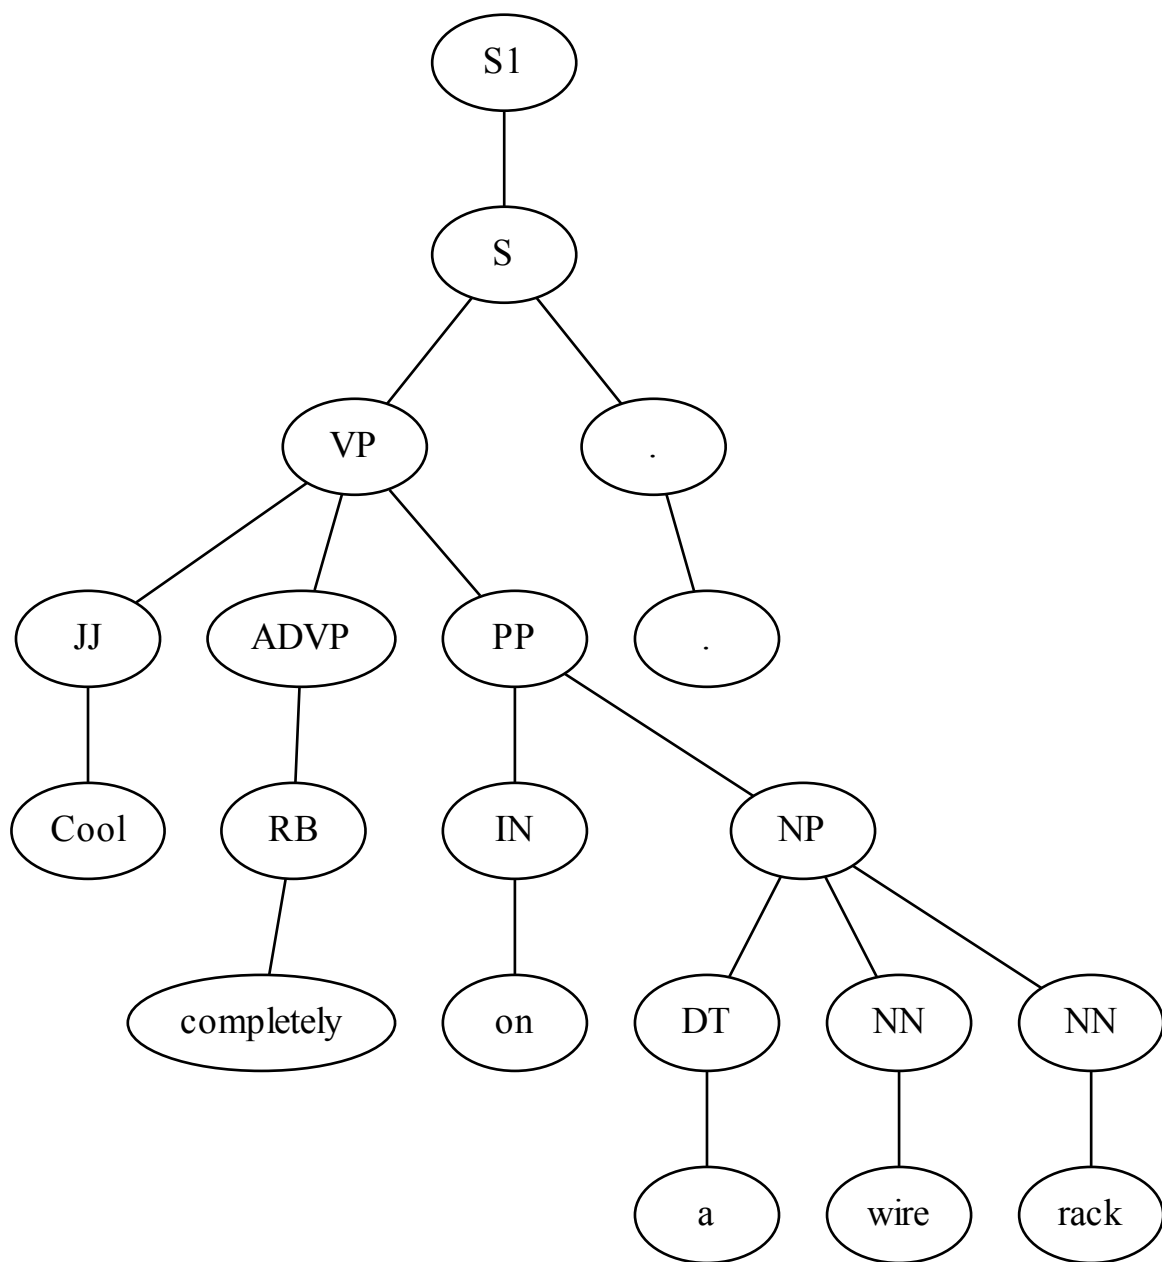 S1
S
VP .
JJ ADVP PP .
Cool RB IN NP
completely on DT NN NN
a wire rack